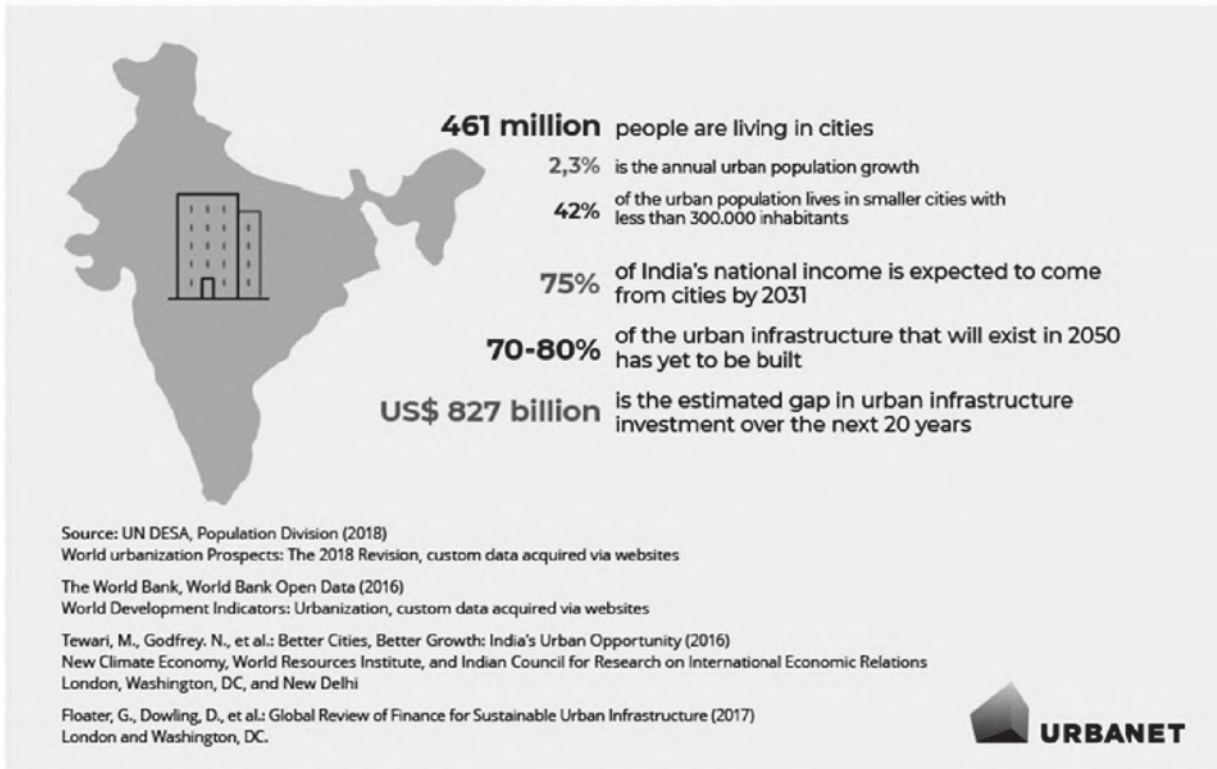 461 million people are living in cities
2,3% is the annual urban population growth
42% of the urban population lives in smaller cities with
less than 300.000 inhabitants
75% of India's national income is expected to come
from cities by 2031
70-80% of the urban infrastructure that will exist in 2050
has yet to be built
US$ 827 billion is the estimated gap in urban infrastructure
investment over the next 20 years
Source: UN DESA, Population Division (2018)
World urbanization Prospects: The 2018 Revision, custom data acquired via websites
The World Bank, World Bank Open Data (2016)
World Development Indicators: Urbanization, custom data acquired via websites
Tewari, M., Godfrey. N., et al.: Better Cities, Better Growth: India's Urban Opportunity (2016)
New Climate Economy, World Resources Institute, and Indian Council for Research on International Economic Relations
London, Washington, DC, and New Delhi
Floater, G., Dowling, D., et al.: Global Review of Finance for Sustainable Urban Infrastructure (2017)
London and Washington, DC.
URBANET